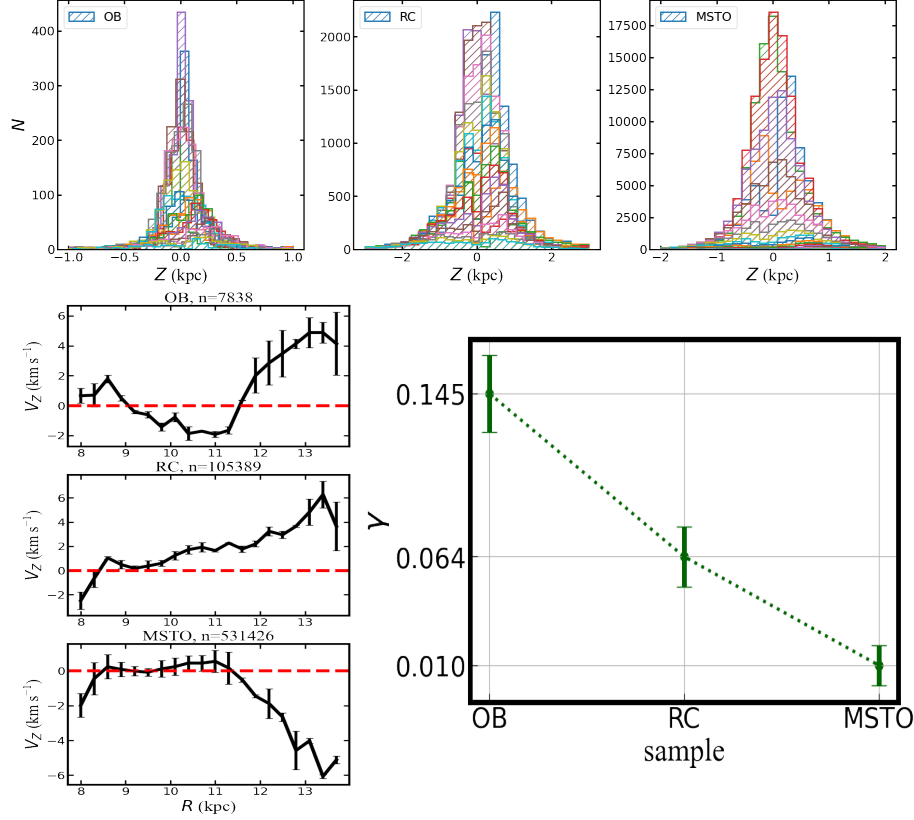 OB
RC
MSTO
N
400
300
200
100
0
2000
1500
1000
500
0
17500
15000
12500
10000
7500
5000
2500
0
−1.0 −0.5 0.0 0.5 1.0
−2 0 2
−2 −1 0 1 2
Z (kpc)
Z (kpc)
Z (kpc)
OB, n=7838
V_Z (km s⁻¹)
6
4
2
0
−2
8 9 10 11 12 13
RC, n=105389
V_Z (km s⁻¹)
6
4
2
0
−2
8 9 10 11 12 13
MSTO, n=531426
V_Z (km s⁻¹)
0
−2
−4
−6
8 9 10 11 12 13
R (kpc)
γ
0.145
0.064
0.010
OB RC MSTO
sample